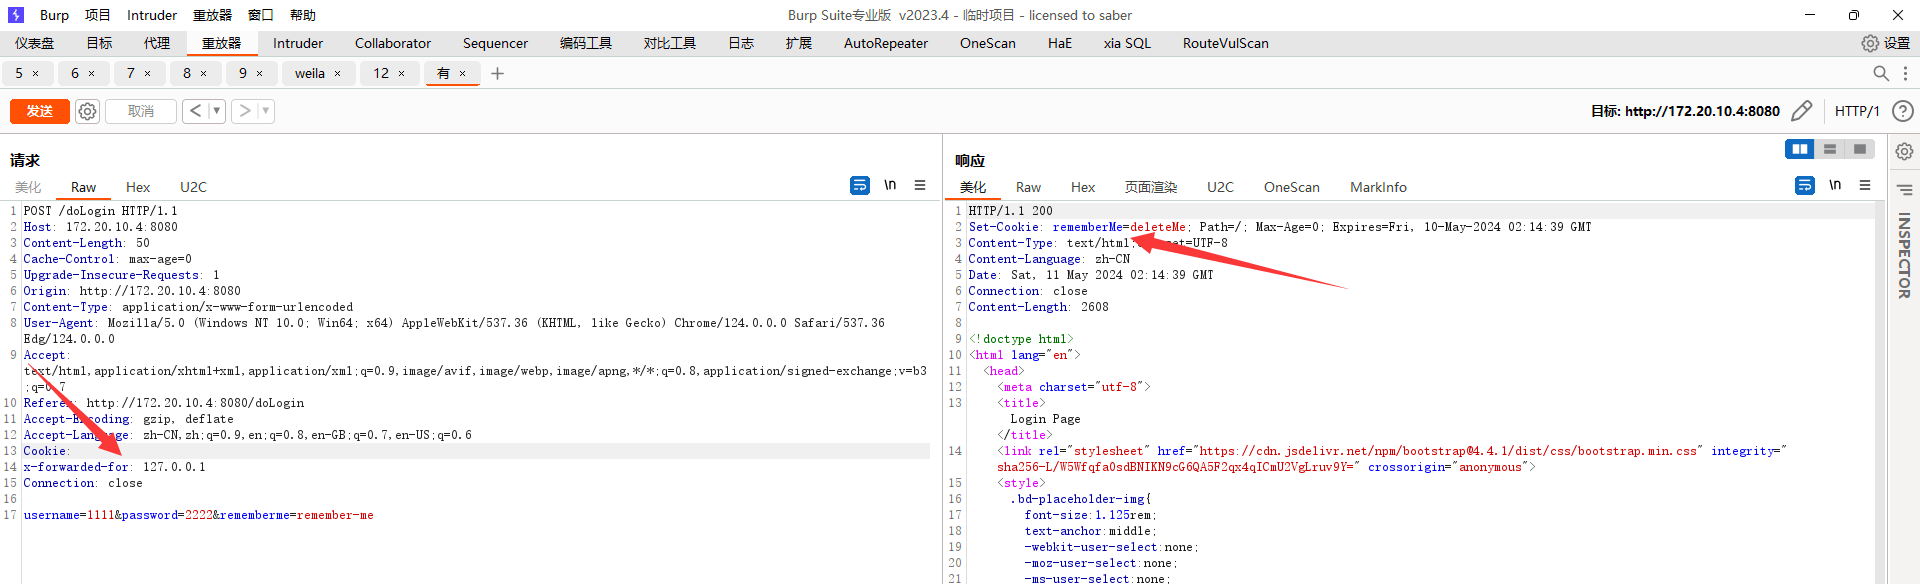 Burp 项目 Intruder 重放器 窗口 帮助 Burp Suite专业版 v2023.4 - 临时项目 - licensed to saber
仪表盘 目标 代理 重放器 Intruder Collaborator Sequencer 编码工具 对比工具 日志 扩展 AutoRepeater OneScan HaE xia SQL RouteVulScan 设置
5 × 6 × 7 × 8 × 9 × weila × 12 × 有 × +
发送 取消 < > 目标: http://172.20.10.4:8080 HTTP/1 ?
请求
美化 Raw Hex U2C \n
1 POST /doLogin HTTP/1.1
2 Host: 172.20.10.4:8080
3 Content-Length: 50
4 Cache-Control: max-age=0
5 Upgrade-Insecure-Requests: 1
6 Origin: http://172.20.10.4:8080
7 Content-Type: application/x-www-form-urlencoded
8 User-Agent: Mozilla/5.0 (Windows NT 10.0; Win64; x64) AppleWebKit/537.36 (KHTML, like Gecko) Chrome/124.0.0.0 Safari/537.36
Edg/124.0.0.0
9 Accept:
text/html,application/xhtml+xml,application/xml;q=0.9,image/avif,image/webp,image/apng,*/*;q=0.8,application/signed-exchange;v=b3
;q=0.7
10 Referer: http://172.20.10.4:8080/doLogin
11 Accept-Encoding: gzip, deflate
12 Accept-Language: zh-CN,zh;q=0.9,en;q=0.8,en-GB;q=0.7,en-US;q=0.6
13 Cookie:
14 x-forwarded-for: 127.0.0.1
15 Connection: close
16
17 username=1111&password=2222&rememberme=remember-me
响应
美化 Raw Hex 页面渲染 U2C OneScan MarkInfo \n
1 HTTP/1.1 200
2 Set-Cookie: rememberMe=deleteMe; Path=/; Max-Age=0; Expires=Fri, 10-May-2024 02:14:39 GMT
3 Content-Type: text/html;charset=UTF-8
4 Content-Language: zh-CN
5 Date: Sat, 11 May 2024 02:14:39 GMT
6 Connection: close
7 Content-Length: 2608
8
9 <!doctype html>
10 <html lang="en">
11 <head>
12 <meta charset="utf-8">
13 <title>
Login Page
</title>
14 <link rel="stylesheet" href="https://cdn.jsdelivr.net/npm/bootstrap@4.4.1/dist/css/bootstrap.min.css" integrity="
sha256-L/W5Wfqfa0sdBNIKN9cG6QA5F2qx4qICmU2VgLruv9Y=" crossorigin="anonymous">
15 <style>
16 .bd-placeholder-img{
17 font-size:1.125rem;
18 text-anchor:middle;
19 -webkit-user-select:none;
20 -moz-user-select:none;
21 -ms-user-select:none;
INSPECTOR